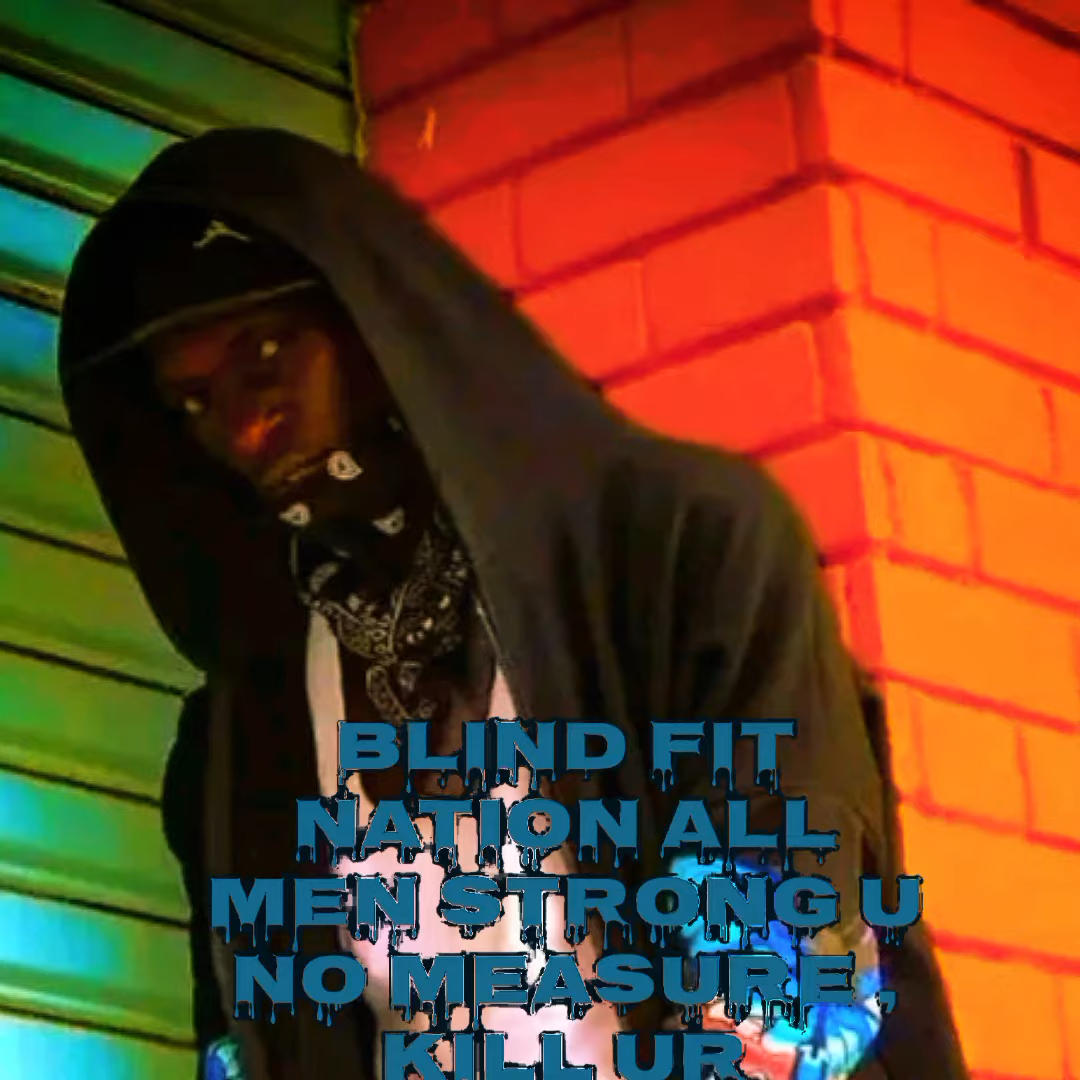 BLIND FIT
NATION ALL
MEN STRONG U
NO MEASURE ,
KILL UR